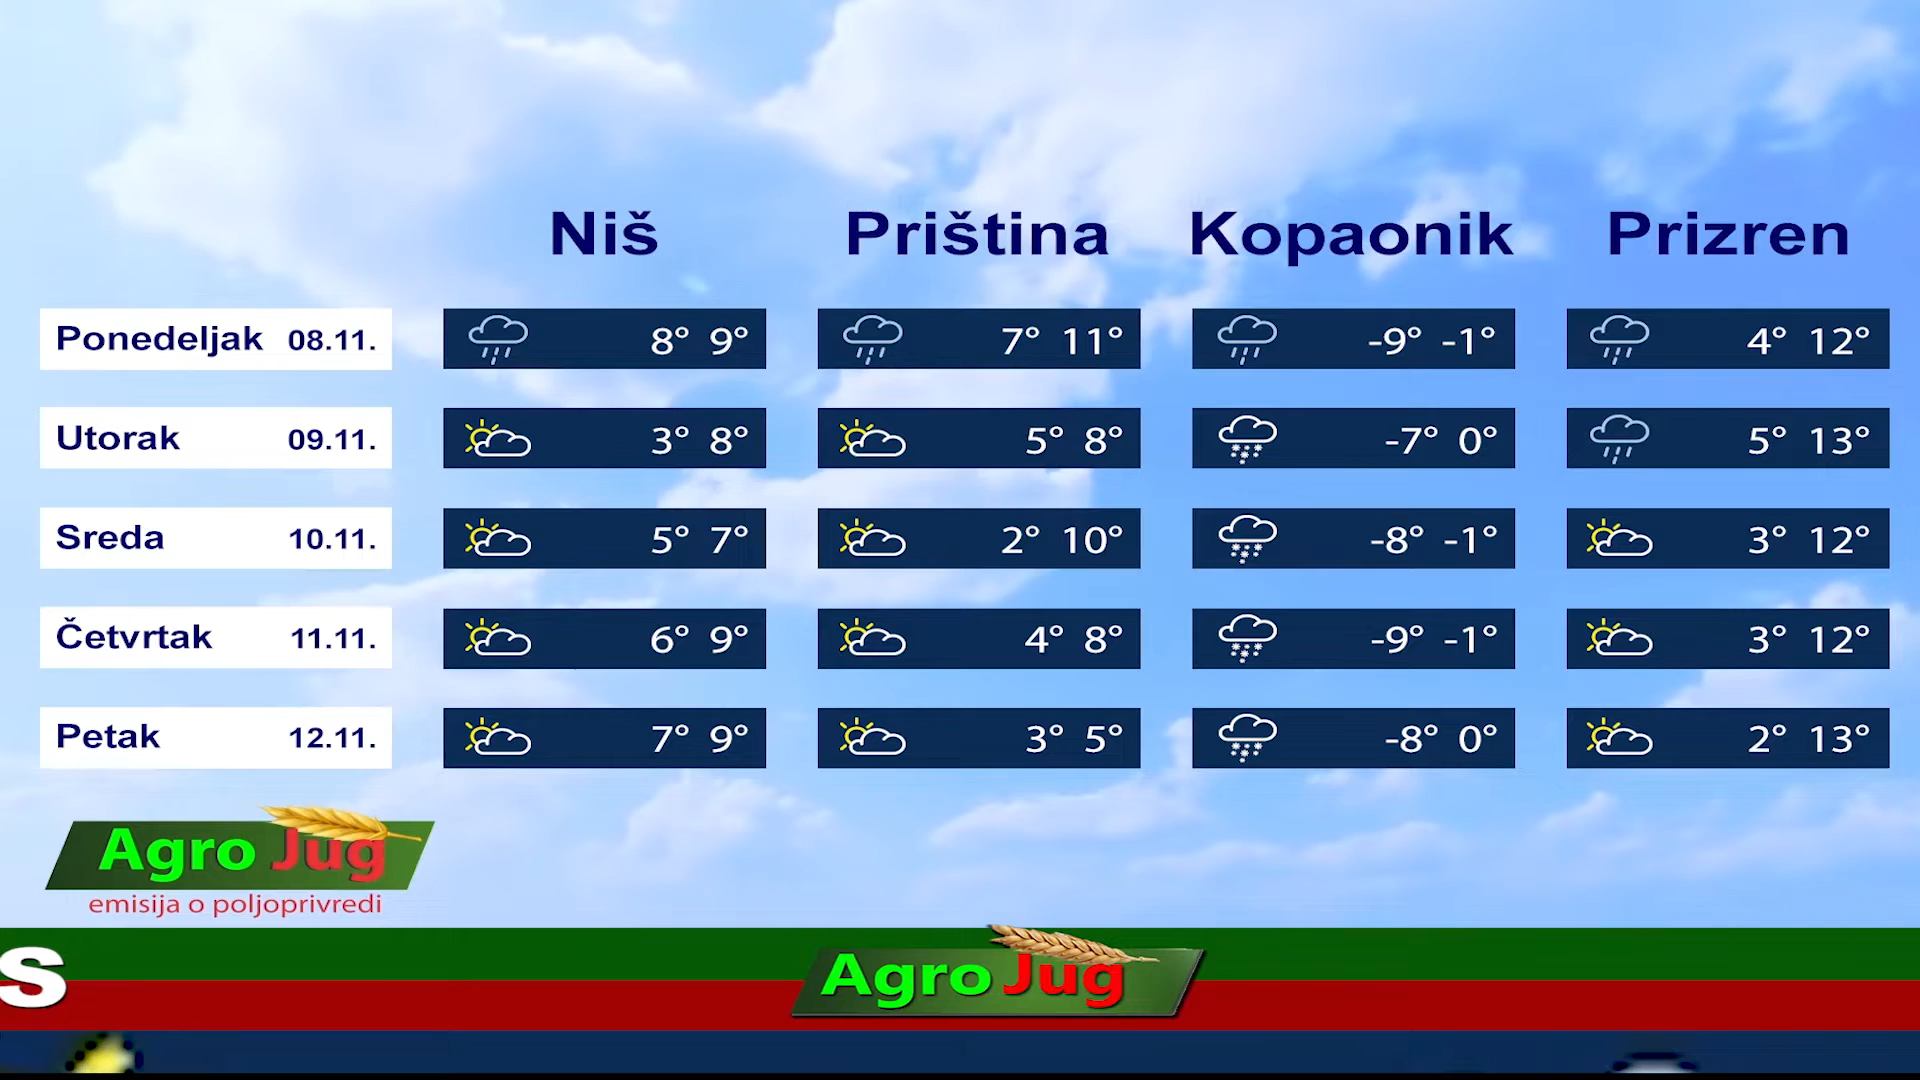 Niš Priština Kopaonik Prizren
Ponedeljak 08.11. 8° 9° 7° 11° -9° -1° 4° 12°
Utorak 09.11. 3° 8° 5° 8° -7° 0° 5° 13°
Sreda 10.11. 5° 7° 2° 10° -8° -1° 3° 12°
Četvrtak 11.11. 6° 9° 4° 8° -9° -1° 3° 12°
Petak 12.11. 7° 9° 3° 5° -8° 0° 2° 13°
Agro Jug
emisija o poljoprivredi
S
Agro Jug